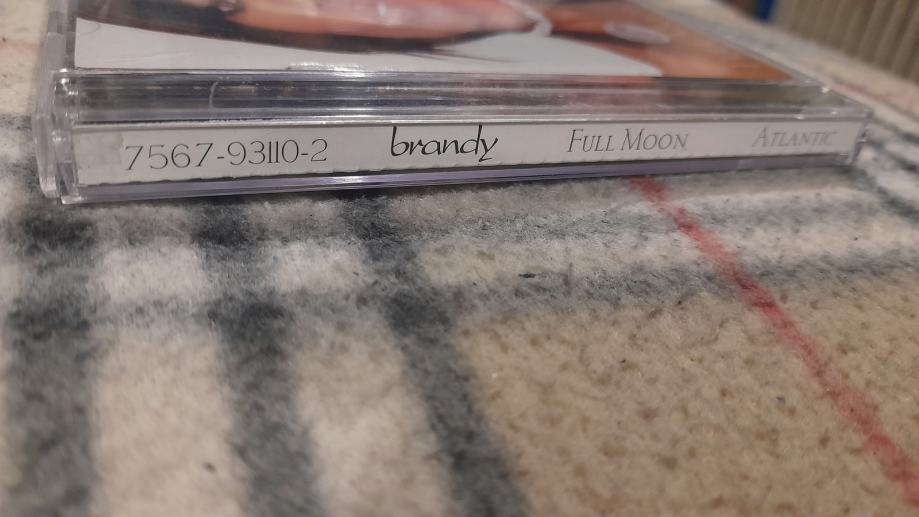 7567-93110-2 brandy FULL MOON ATLANTIC